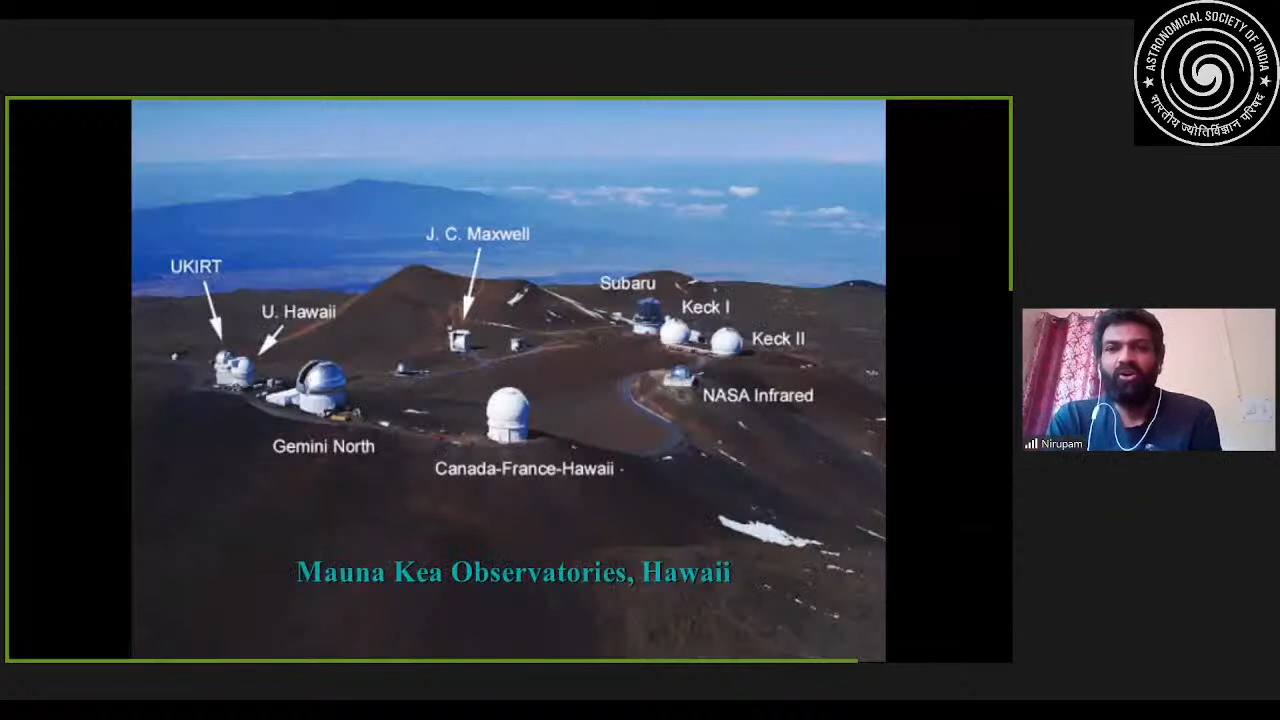 ASTRONOMICAL SOCIETY OF INDIA
भारतीय ज्योतिर्विज्ञान परिषद
J. C. Maxwell
UKIRT
Subaru
U. Hawaii
Keck I
Keck II
NASA Infrared
Gemini North
Canada-France-Hawaii
Nirupam
Mauna Kea Observatories, Hawaii